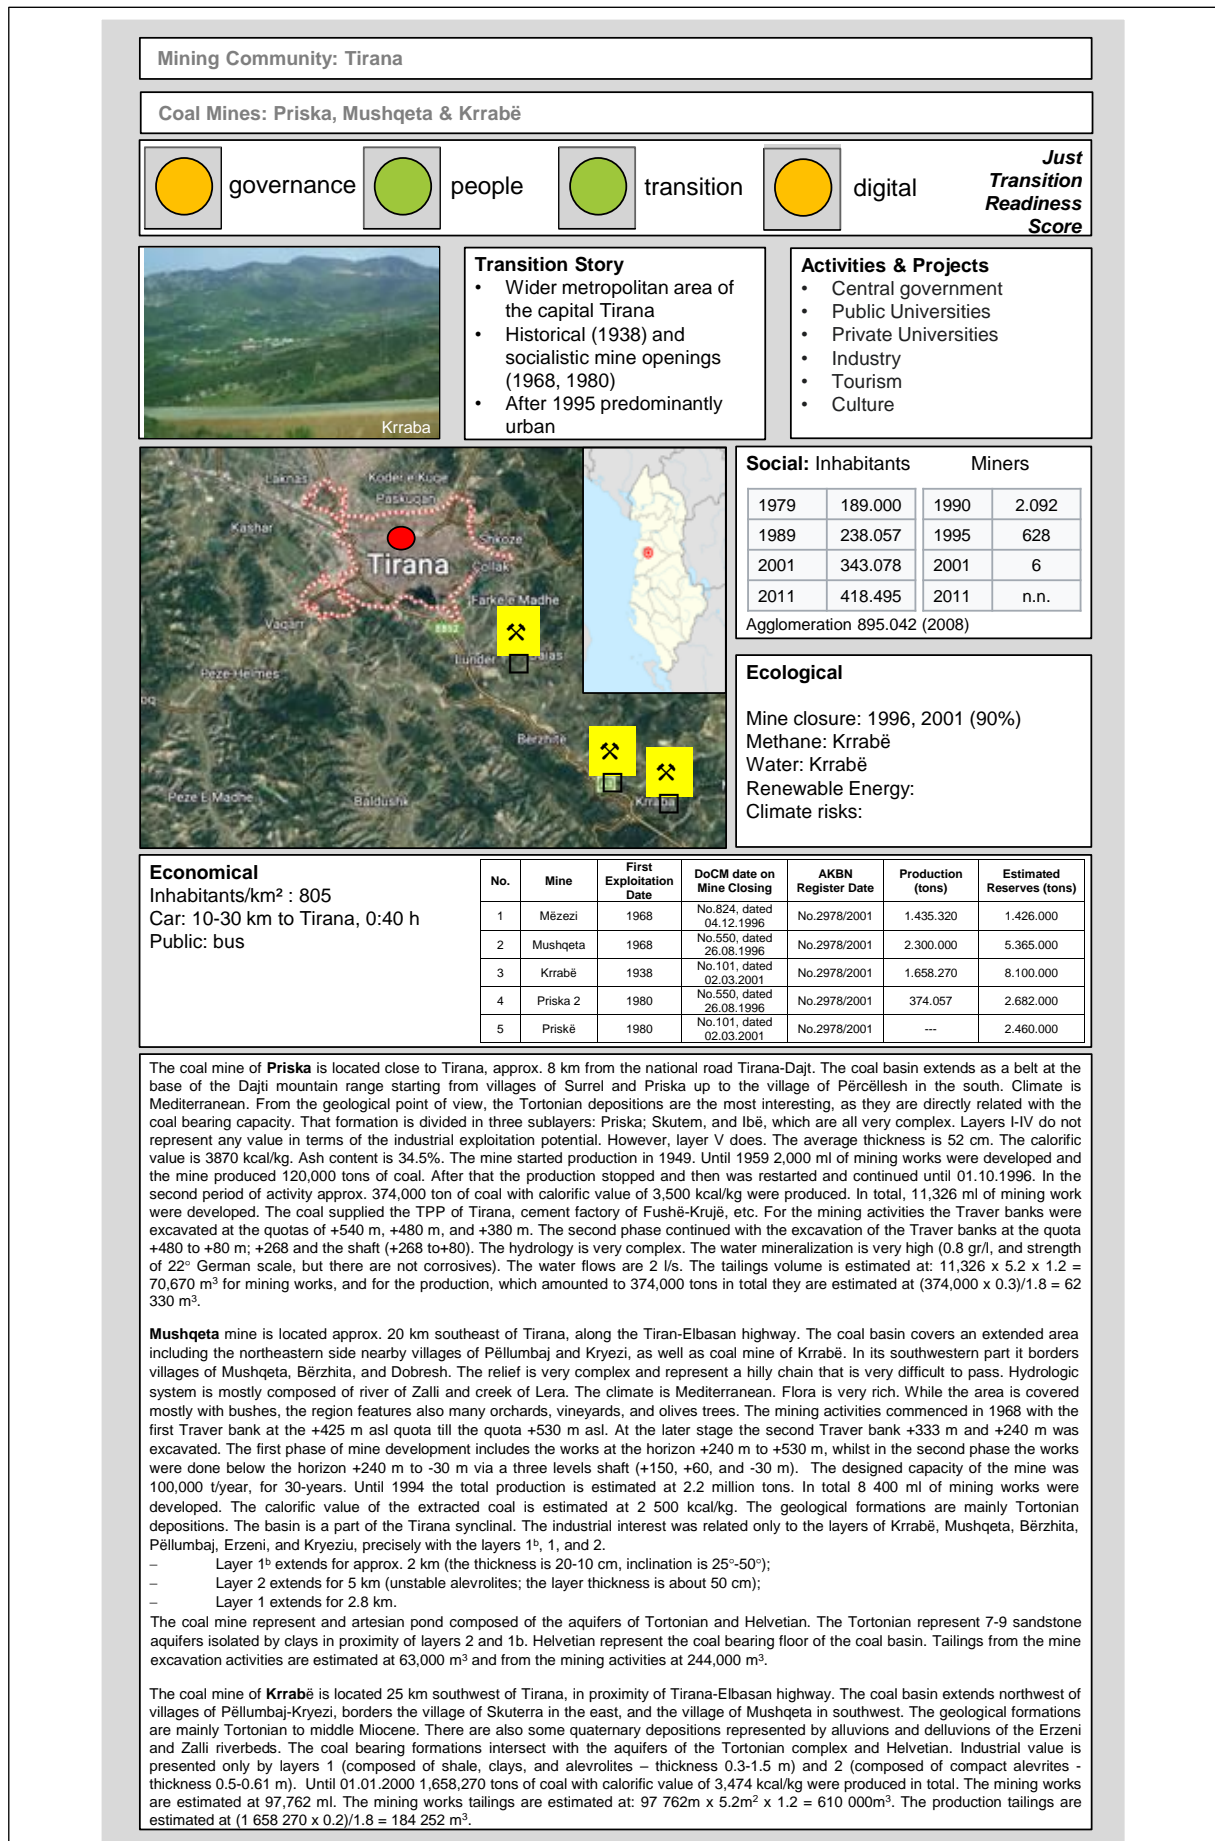 Mining Community: Tirana
Coal Mines: Priska, Mushqeta & Krrabë
governance
people
transition
digital
Just
Transition
Readiness
Score
Krraba
Transition Story
• Wider metropolitan area of
the capital Tirana
• Historical (1938) and
socialistic mine openings
(1968, 1980)
• After 1995 predominantly
urban
Activities & Projects
• Central government
• Public Universities
• Private Universities
• Industry
• Tourism
• Culture
Laknas
Koder e Kuqe
Paskuqan
Kashar
Shkoze
Tirana
Collak
Farke e Madhe
Vaqarr
E852
Lunder
Peze Helmes
Bërzhitë
Peze E Madhe
Baldushk
Krraba
Social: Inhabitants Miners
1979 189.000 1990 2.092
1989 238.057 1995 628
2001 343.078 2001 6
2011 418.495 2011 n.n.
Agglomeration 895.042 (2008)
Ecological
Mine closure: 1996, 2001 (90%)
Methane: Krrabë
Water: Krrabë
Renewable Energy:
Climate risks:
Economical
Inhabitants/km² : 805
Car: 10-30 km to Tirana, 0:40 h
Public: bus
No. Mine First Exploitation Date DoCM date on Mine Closing AKBN Register Date Production (tons) Estimated Reserves (tons)
1 Mëzezi 1968 No.824, dated 04.12.1996 No.2978/2001 1.435.320 1.426.000
2 Mushqeta 1968 No.550, dated 26.08.1996 No.2978/2001 2.300.000 5.365.000
3 Krrabë 1938 No.101, dated 02.03.2001 No.2978/2001 1.658.270 8.100.000
4 Priska 2 1980 No.550, dated 26.08.1996 No.2978/2001 374.057 2.682.000
5 Priskë 1980 No.101, dated 02.03.2001 No.2978/2001 --- 2.460.000
The coal mine of Priska is located close to Tirana, approx. 8 km from the national road Tirana-Dajt. The coal basin extends as a belt at the
base of the Dajti mountain range starting from villages of Surrel and Priska up to the village of Përcëllesh in the south. Climate is
Mediterranean. From the geological point of view, the Tortonian depositions are the most interesting, as they are directly related with the
coal bearing capacity. That formation is divided in three sublayers: Priska; Skutem, and Ibë, which are all very complex. Layers I-IV do not
represent any value in terms of the industrial exploitation potential. However, layer V does. The average thickness is 52 cm. The calorific
value is 3870 kcal/kg. Ash content is 34.5%. The mine started production in 1949. Until 1959 2,000 ml of mining works were developed and
the mine produced 120,000 tons of coal. After that the production stopped and then was restarted and continued until 01.10.1996. In the
second period of activity approx. 374,000 ton of coal with calorific value of 3,500 kcal/kg were produced. In total, 11,326 ml of mining work
were developed. The coal supplied the TPP of Tirana, cement factory of Fushë-Krujë, etc. For the mining activities the Traver banks were
excavated at the quotas of +540 m, +480 m, and +380 m. The second phase continued with the excavation of the Traver banks at the quota
+480 to +80 m; +268 and the shaft (+268 to+80). The hydrology is very complex. The water mineralization is very high (0.8 gr/l, and strength
of 22° German scale, but there are not corrosives). The water flows are 2 l/s. The tailings volume is estimated at: 11,326 x 5.2 x 1.2 =
70,670 m³ for mining works, and for the production, which amounted to 374,000 tons in total they are estimated at (374,000 x 0.3)/1.8 = 62
330 m³.
Mushqeta mine is located approx. 20 km southeast of Tirana, along the Tiran-Elbasan highway. The coal basin covers an extended area
including the northeastern side nearby villages of Pëllumbaj and Kryezi, as well as coal mine of Krrabë. In its southwestern part it borders
villages of Mushqeta, Bërzhita, and Dobresh. The relief is very complex and represent a hilly chain that is very difficult to pass. Hydrologic
system is mostly composed of river of Zalli and creek of Lera. The climate is Mediterranean. Flora is very rich. While the area is covered
mostly with bushes, the region features also many orchards, vineyards, and olives trees. The mining activities commenced in 1968 with the
first Traver bank at the +425 m asl quota till the quota +530 m asl. At the later stage the second Traver bank +333 m and +240 m was
excavated. The first phase of mine development includes the works at the horizon +240 m to +530 m, whilst in the second phase the works
were done below the horizon +240 m to -30 m via a three levels shaft (+150, +60, and -30 m). The designed capacity of the mine was
100,000 t/year, for 30-years. Until 1994 the total production is estimated at 2.2 million tons. In total 8 400 ml of mining works were
developed. The calorific value of the extracted coal is estimated at 2 500 kcal/kg. The geological formations are mainly Tortonian
depositions. The basin is a part of the Tirana synclinal. The industrial interest was related only to the layers of Krrabë, Mushqeta, Bërzhita,
Pëllumbaj, Erzeni, and Kryeziu, precisely with the layers 1ᵇ, 1, and 2.
– Layer 1ᵇ extends for approx. 2 km (the thickness is 20-10 cm, inclination is 25°-50°);
– Layer 2 extends for 5 km (unstable alevrolites; the layer thickness is about 50 cm);
– Layer 1 extends for 2.8 km.
The coal mine represent and artesian pond composed of the aquifers of Tortonian and Helvetian. The Tortonian represent 7-9 sandstone
aquifers isolated by clays in proximity of layers 2 and 1b. Helvetian represent the coal bearing floor of the coal basin. Tailings from the mine
excavation activities are estimated at 63,000 m³ and from the mining activities at 244,000 m³.
The coal mine of Krrabë is located 25 km southwest of Tirana, in proximity of Tirana-Elbasan highway. The coal basin extends northwest of
villages of Pëllumbaj-Kryezi, borders the village of Skuterra in the east, and the village of Mushqeta in southwest. The geological formations
are mainly Tortonian to middle Miocene. There are also some quaternary depositions represented by alluvions and delluvions of the Erzeni
and Zalli riverbeds. The coal bearing formations intersect with the aquifers of the Tortonian complex and Helvetian. Industrial value is
presented only by layers 1 (composed of shale, clays, and alevrolites – thickness 0.3-1.5 m) and 2 (composed of compact alevrites -
thickness 0.5-0.61 m). Until 01.01.2000 1,658,270 tons of coal with calorific value of 3,474 kcal/kg were produced in total. The mining works
are estimated at 97,762 ml. The mining works tailings are estimated at: 97 762m x 5.2m² x 1.2 = 610 000m³. The production tailings are
estimated at (1 658 270 x 0.2)/1.8 = 184 252 m³.